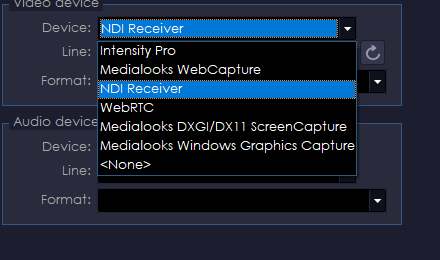 Video device
Device: NDI Receiver
Intensity Pro
Line:
Medialooks WebCapture
Format:
NDI Receiver
WebRTC
Audio device
Medialooks DXGI/DX11 ScreenCapture
Device:
Medialooks Windows Graphics Capture
Line:
<None>
Format: